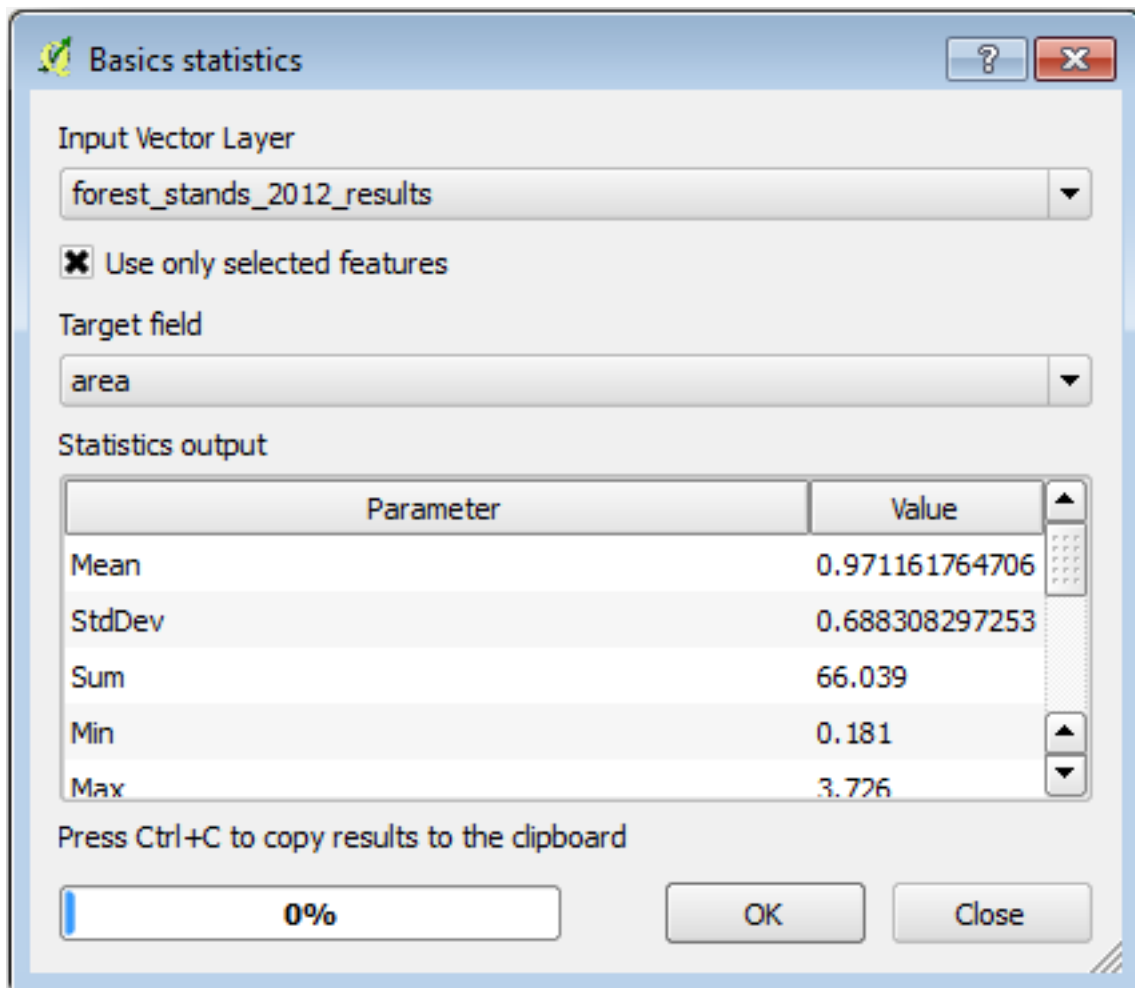 Basics statistics
Input Vector Layer
forest_stands_2012_results
Use only selected features
Target field
area
Statistics output
Parameter Value
Mean 0.971161764706
StdDev 0.688308297253
Sum 66.039
Min 0.181
Max 3.726
Press Ctrl+C to copy results to the clipboard
0% OK Close